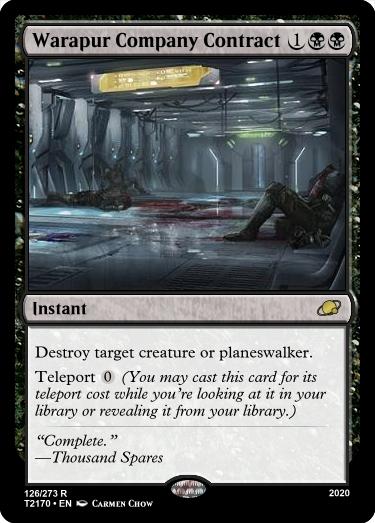 Warapur Company Contract 1
Instant
Destroy target creature or planeswalker.
Teleport 0 (You may cast this card for its
teleport cost while you're looking at it in your
library or revealing it from your library.)
“Complete.”
—Thousand Spares
126/273 R
2020
T2170 • EN Carmen Chow